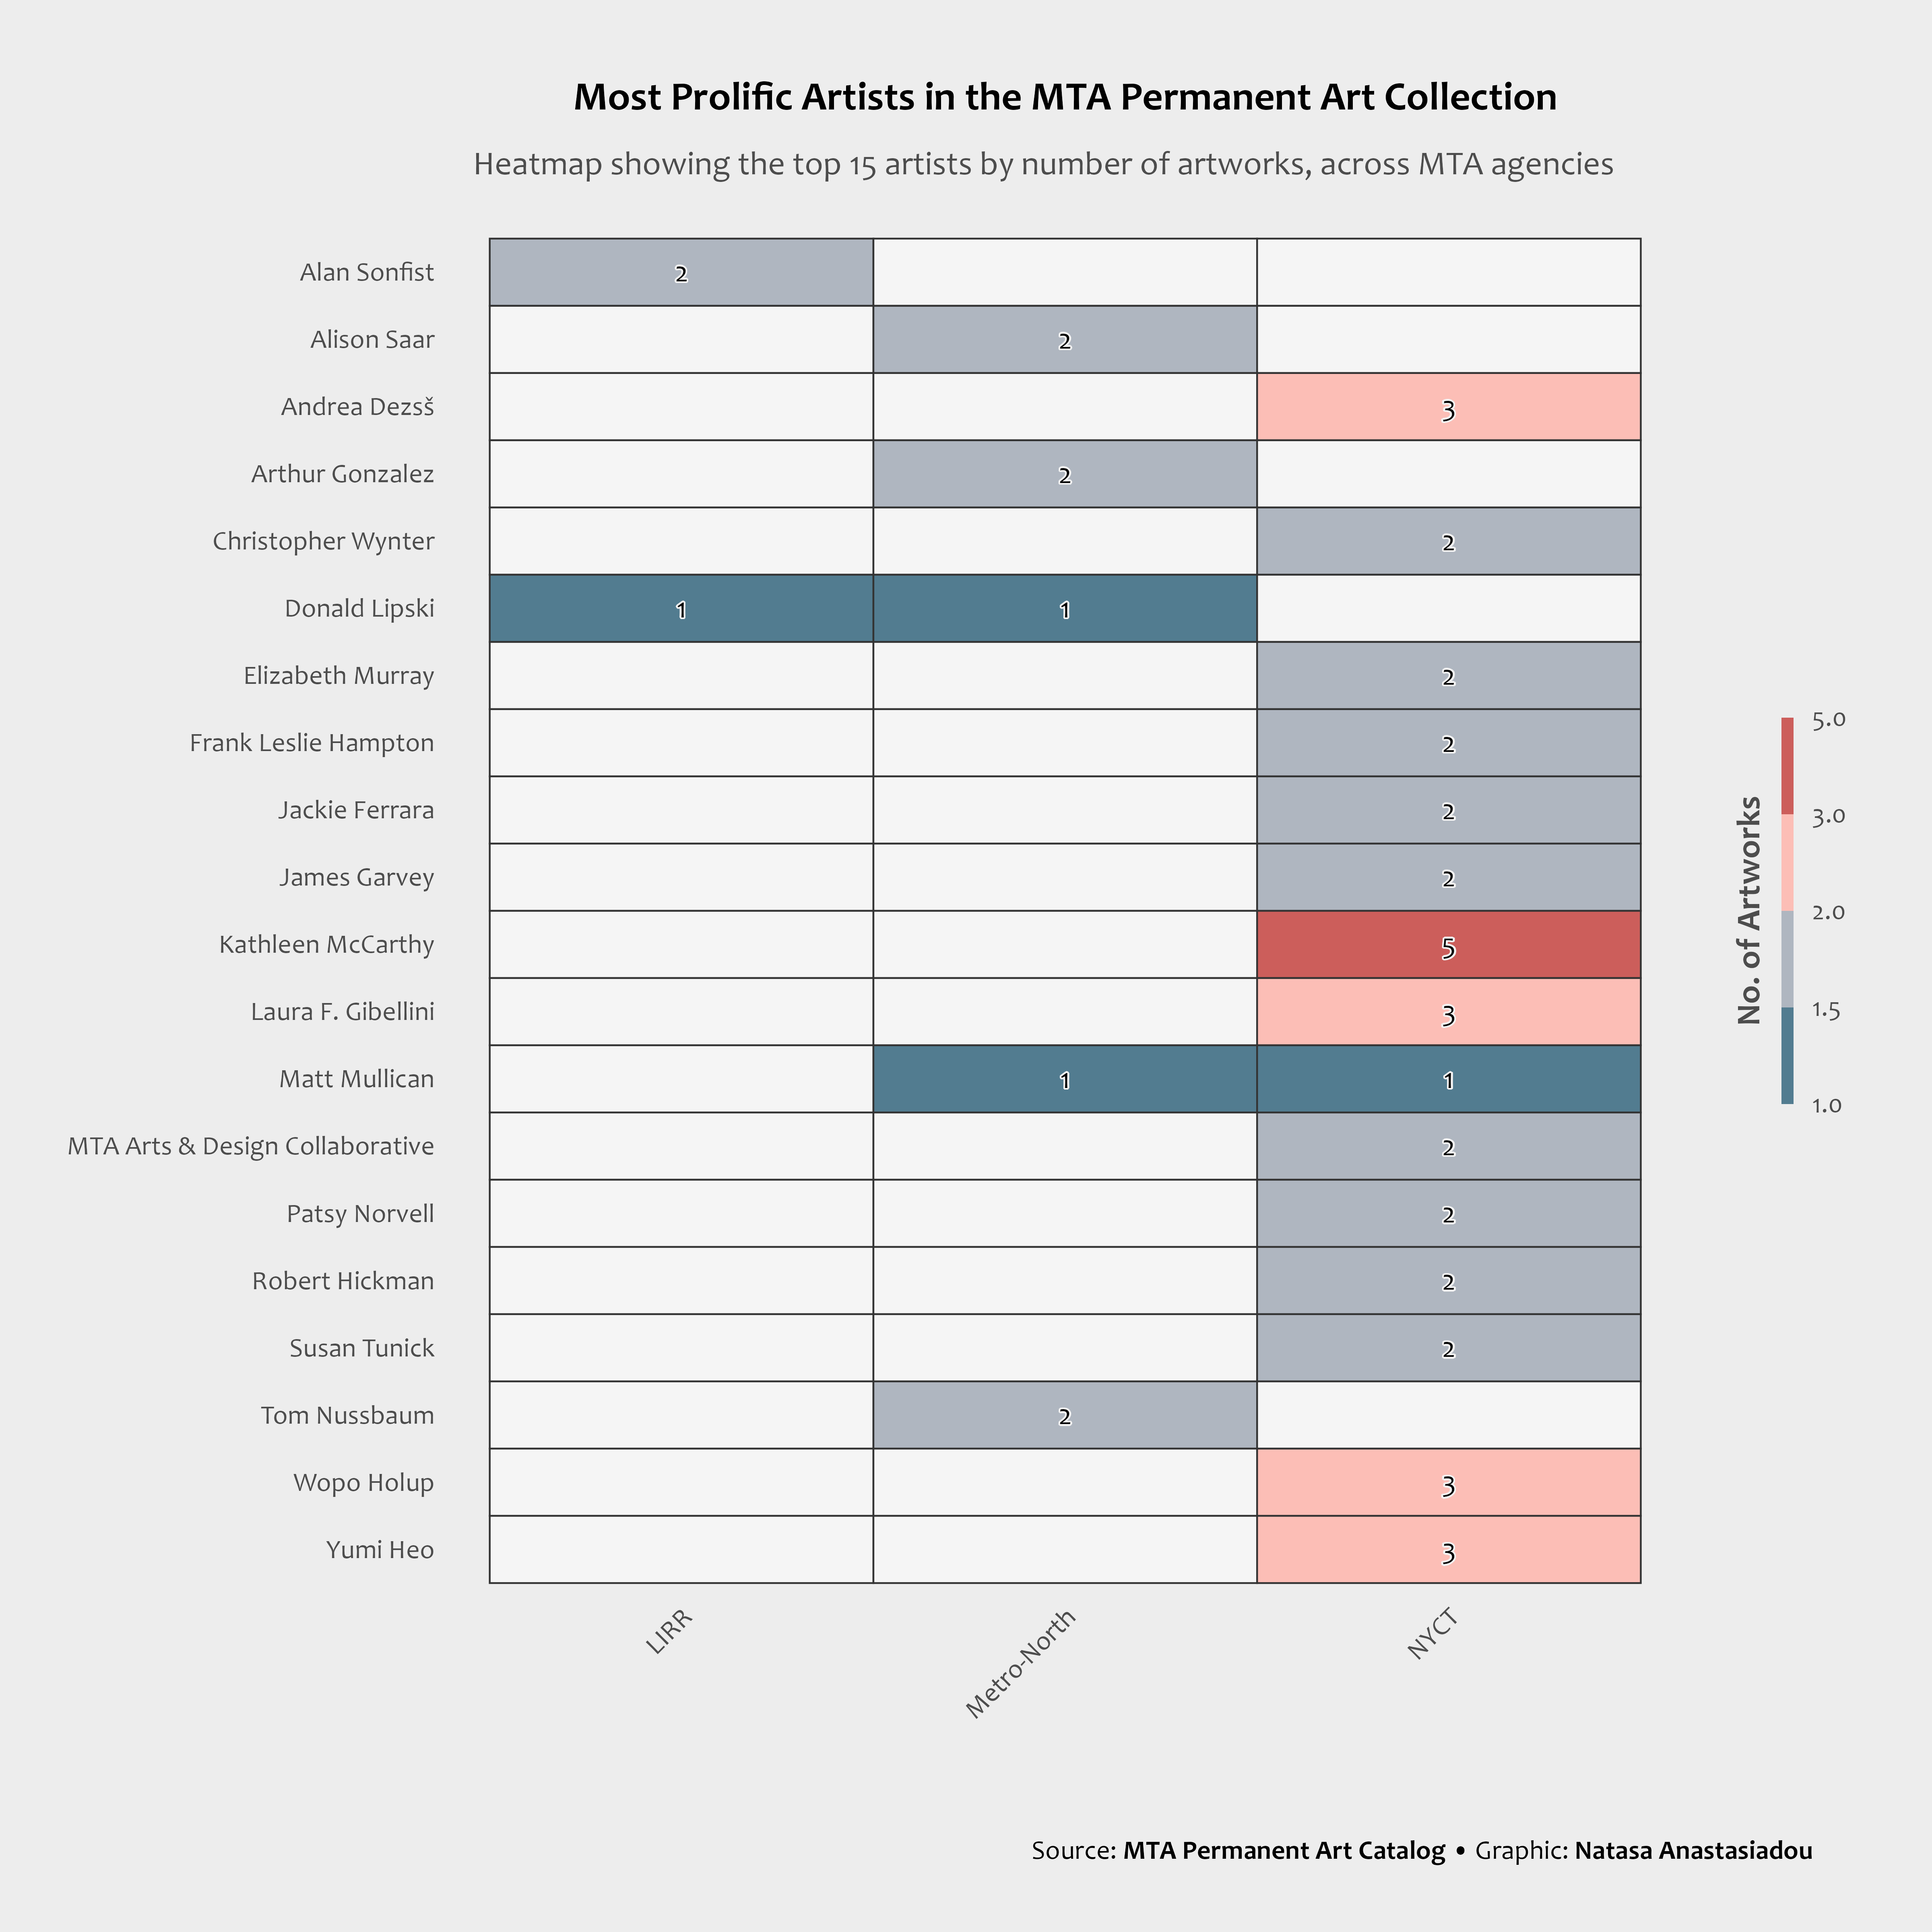 Most Prolific Artists in the MTA Permanent Art Collection
Heatmap showing the top 15 artists by number of artworks, across MTA agencies
Alan Sonfist 2
Alison Saar 2
Andrea Dezsš 3
Arthur Gonzalez 2
Christopher Wynter 2
Donald Lipski 1 1
Elizabeth Murray 2
Frank Leslie Hampton 2
Jackie Ferrara 2
James Garvey 2
Kathleen McCarthy 5
Laura F. Gibellini 3
Matt Mullican 1 1
MTA Arts & Design Collaborative 2
Patsy Norvell 2
Robert Hickman 2
Susan Tunick 2
Tom Nussbaum 2
Wopo Holup 3
Yumi Heo 3
LIRR
Metro-North
NYCT
No. of Artworks
5.0
3.0
2.0
1.5
1.0
Source: MTA Permanent Art Catalog • Graphic: Natasa Anastasiadou